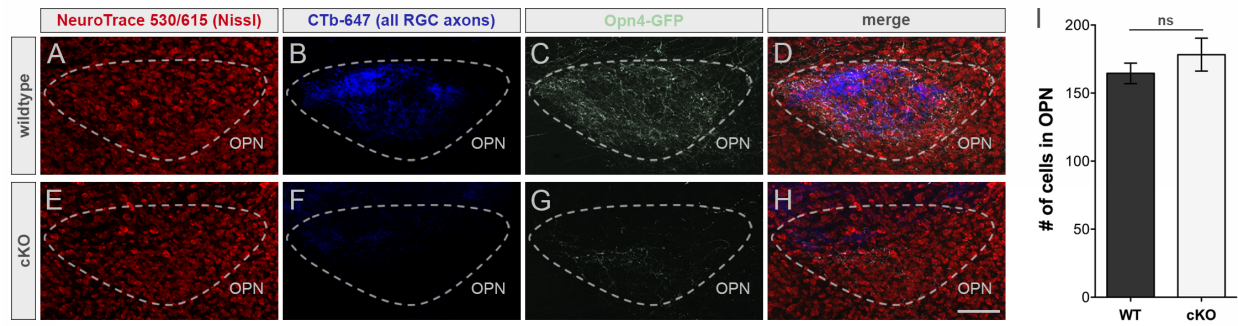 NeuroTrace 530/615 (Nissl) CTb-647 (all RGC axons) Opn4-GFP merge
wildtype
A OPN
B OPN
C OPN
D OPN
cKO
E OPN
F OPN
G OPN
H OPN
I
ns
# of cells in OPN
200
150
100
50
0
WT cKO